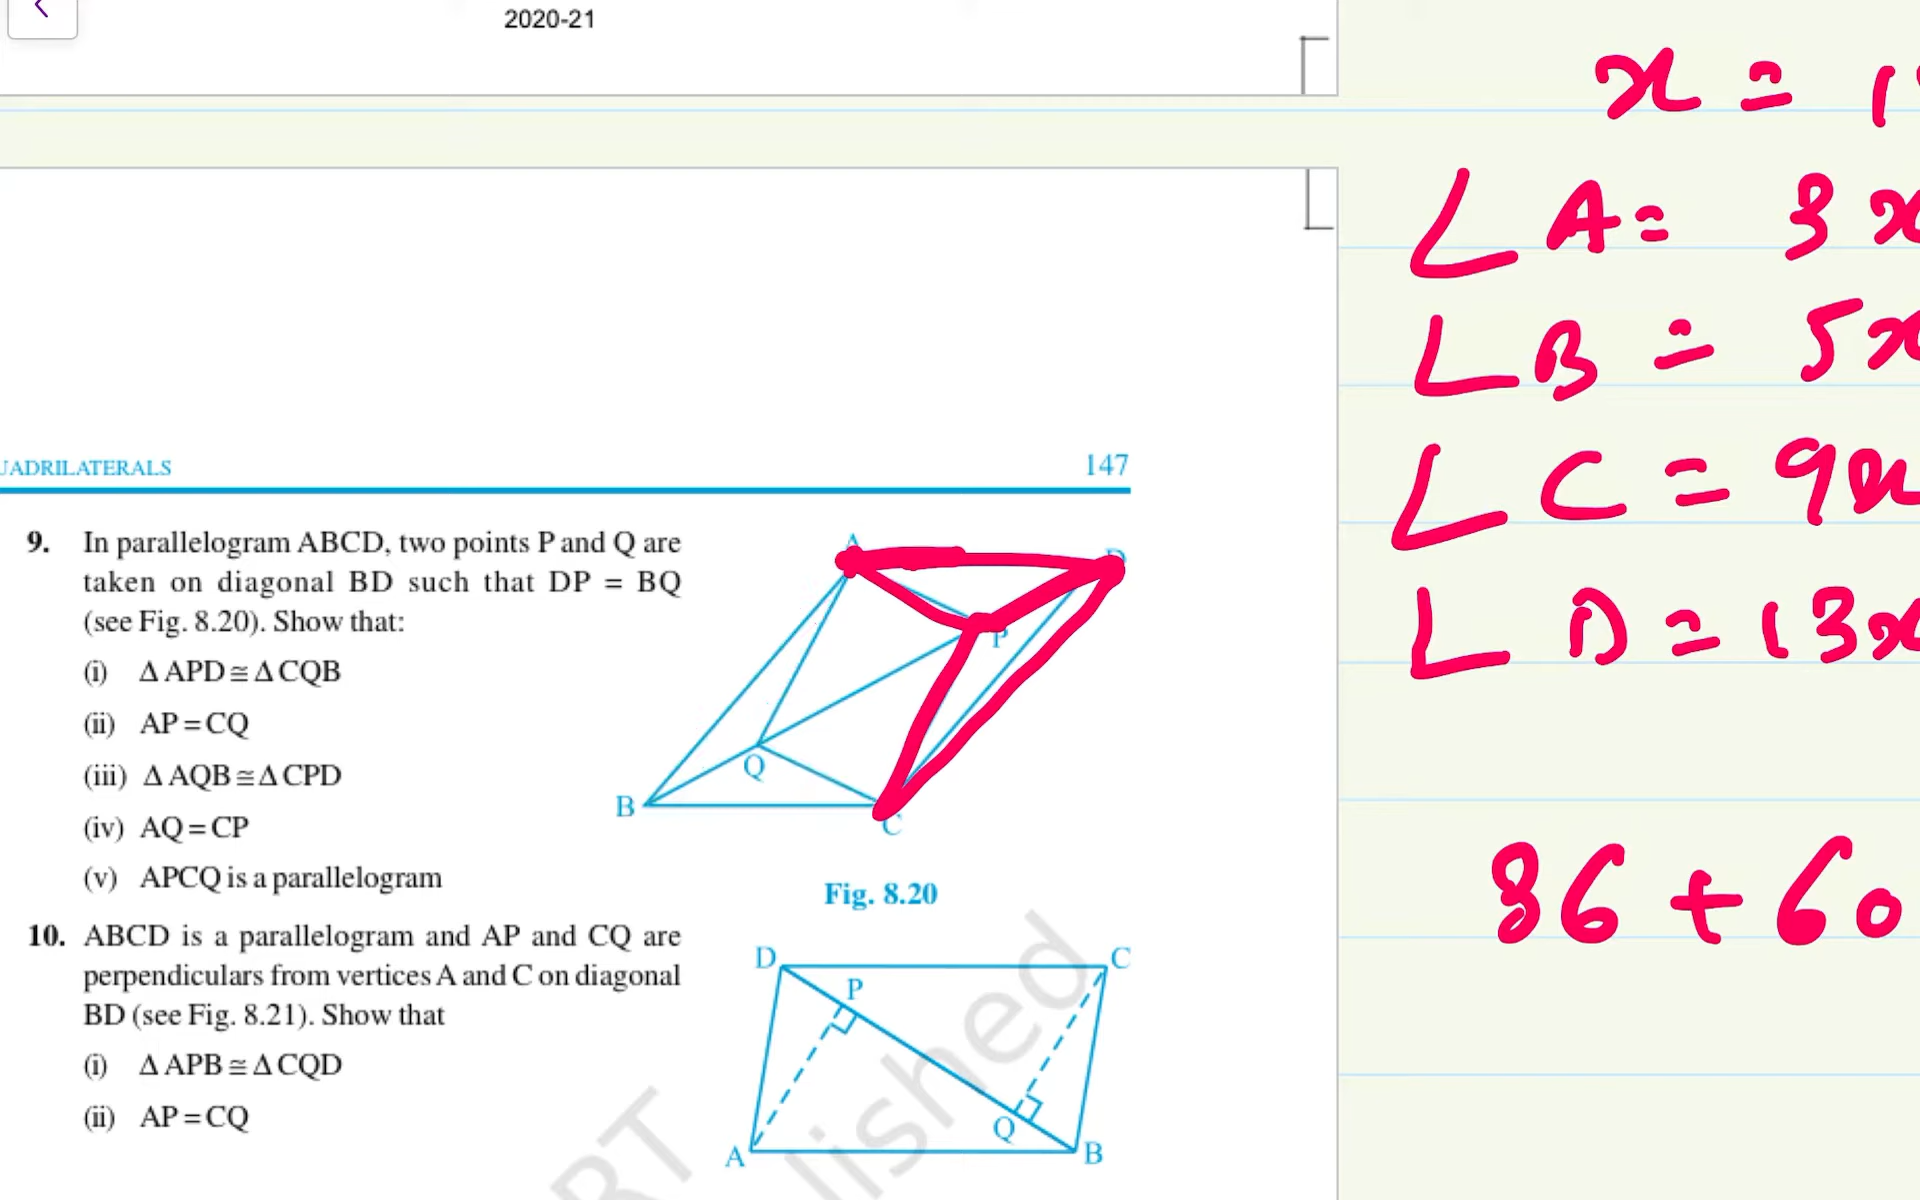 2020-21
x = 1
∠A = 3x
∠B = 5x
∠C = 9x
∠D = 13x
86 + 60
147
9. In parallelogram ABCD, two points P and Q are
taken on diagonal BD such that DP = BQ
(see Fig. 8.20). Show that:
(i) Δ APD ≅ Δ CQB
(ii) AP = CQ
(iii) Δ AQB ≅ Δ CPD
(iv) AQ = CP
(v) APCQ is a parallelogram
A
D
P
Q
B
C
Fig. 8.20
10. ABCD is a parallelogram and AP and CQ are
perpendiculars from vertices A and C on diagonal
BD (see Fig. 8.21). Show that
(i) Δ APB ≅ Δ CQD
(ii) AP = CQ
D
C
P
Q
A
B